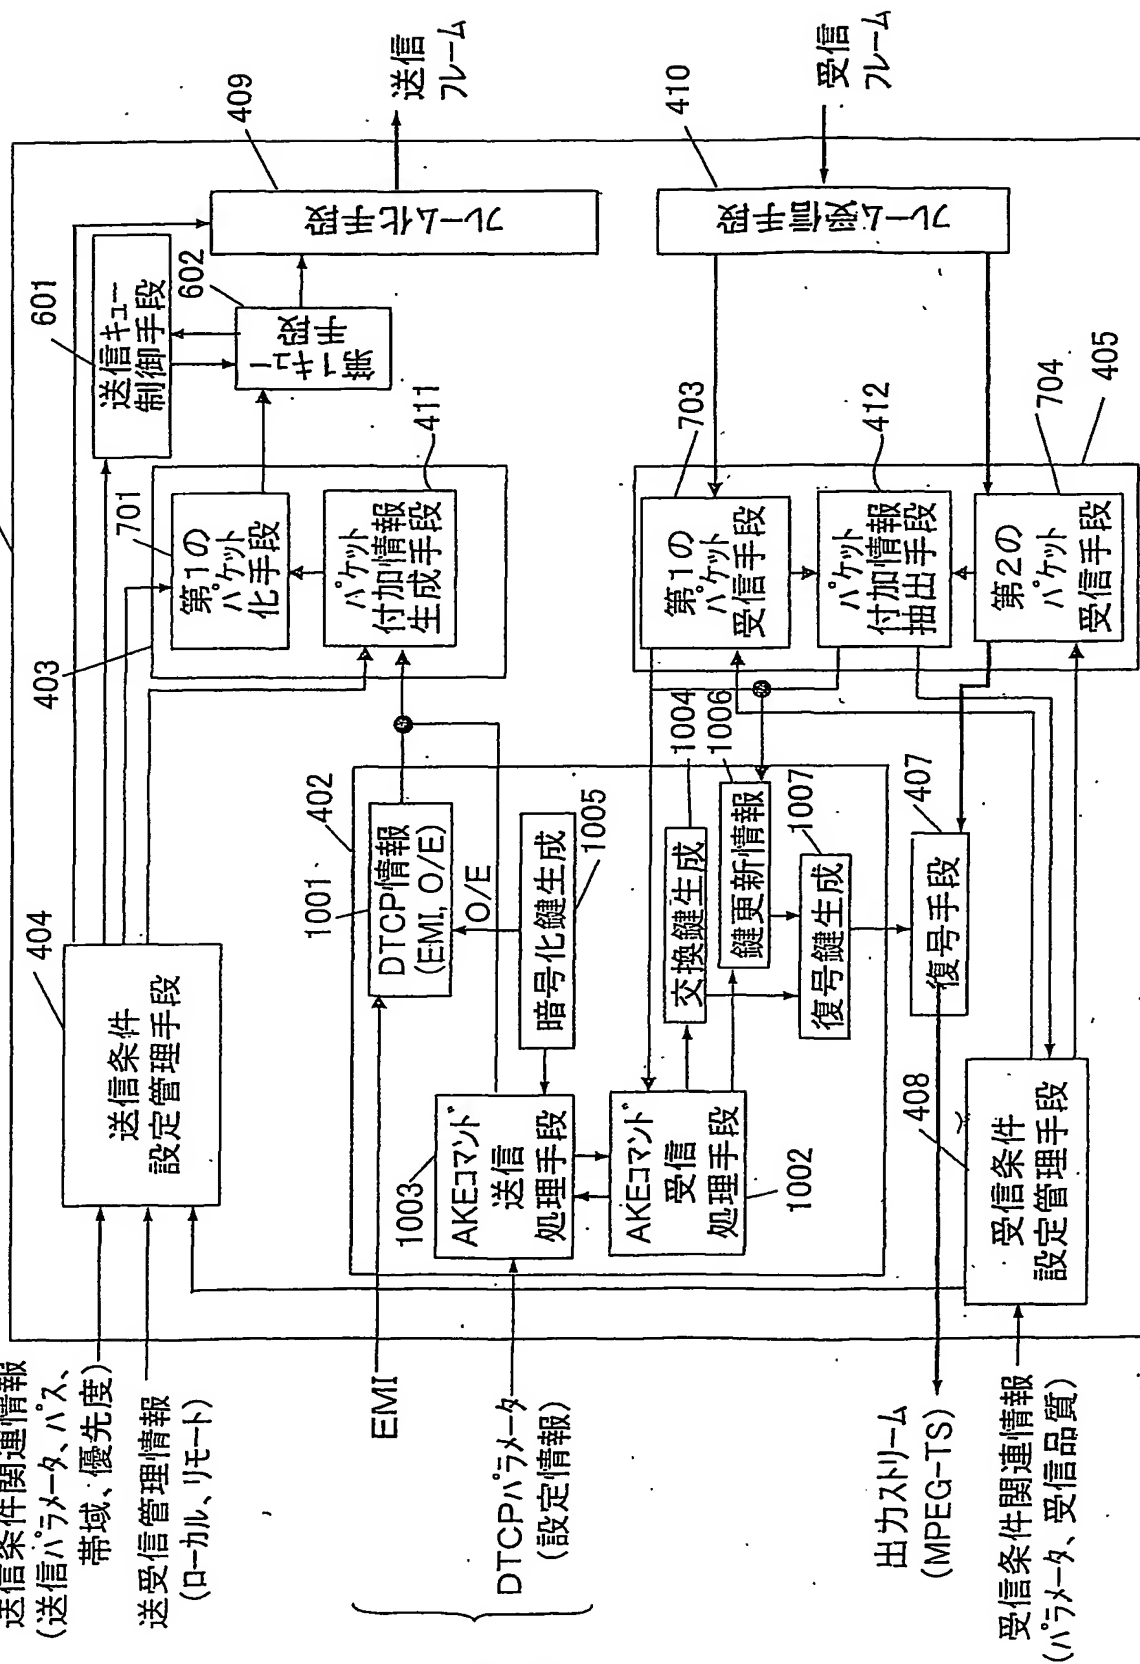 送信条件関連情報
(送信パラメータ、パス、
帯域、優先度)
送受信管理情報
(ローカル、リモート)
404
送信条件
設定管理手段
601
送信キュー
制御手段
602
第1キュー
手段
409
フレーム化手段
送信
フレーム
403
701
第1の
パケット
化手段
411
パケット
付加情報
生成手段
EMI
DTCPパラメータ
(設定情報)
402
1001
DTCP情報
(EMI, O/E)
O/E
暗号化鍵生成
1005
1003
AKEコマンド
送信
処理手段
AKEコマンド
受信
処理手段
1002
1004
交換鍵生成
1006
鍵更新情報
1007
復号鍵生成
407
復号手段
410
フレーム受信手段
受信
フレーム
703
第1の
パケット
受信手段
412
パケット
付加情報
抽出手段
704
第2の
パケット
受信手段
405
408
受信条件
設定管理手段
出力ストリーム
(MPEG-TS)
受信条件関連情報
(パラメータ、受信品質)